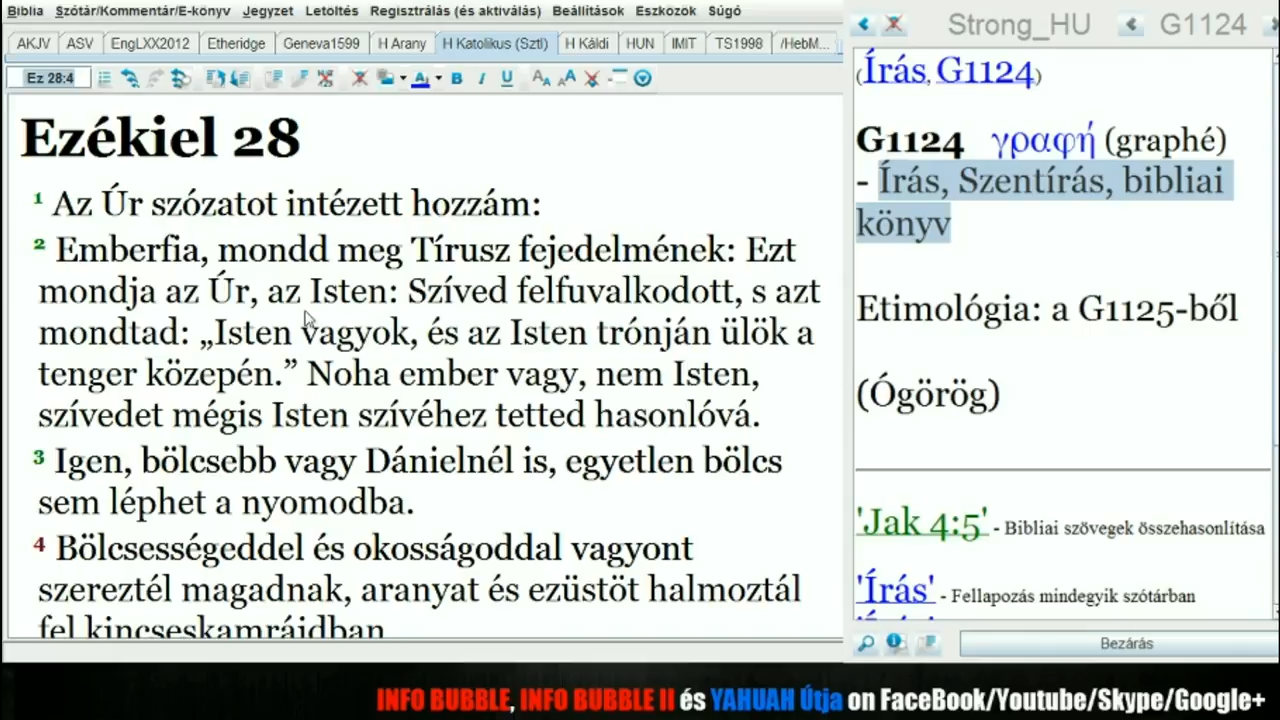 Biblia Szótár/Kommentár/E-könyv Jegyzet Letöltés Regisztrálás (és aktiválás) Beállítások Eszközök Súgó
AKJV ASV EngLXX2012 Etheridge Geneva1599 H Arany H Katolikus (SztI) H Káldi HUN IMIT TS1998 /HebM...
Ez 28:4
Ezékiel 28
1 Az Úr szózatot intézett hozzám:
2 Emberfia, mondd meg Tírusz fejedelmének: Ezt
mondja az Úr, az Isten: Szíved felfuvalkodott, s azt
mondtad: „Isten vagyok, és az Isten trónján ülök a
tenger közepén.” Noha ember vagy, nem Isten,
szívedet mégis Isten szívéhez tetted hasonlóvá.
3 Igen, bölcsebb vagy Dánielnél is, egyetlen bölcs
sem léphet a nyomodba.
4 Bölcsességeddel és okosságoddal vagyont
szereztél magadnak, aranyat és ezüstöt halmoztál
fel kincseskamráidban
Strong_HU G1124
(Írás, G1124)
G1124 γραφή (graphé)
- Írás, Szentírás, bibliai
könyv
Etimológia: a G1125-ből
(Ógörög)
'Jak 4:5' - Bibliai szövegek összehasonlítása
'Írás' - Fellapozás mindegyik szótárban
Bezárás
INFO BUBBLE, INFO BUBBLE II és YAHUAH Útja on FaceBook/Youtube/Skype/Google+